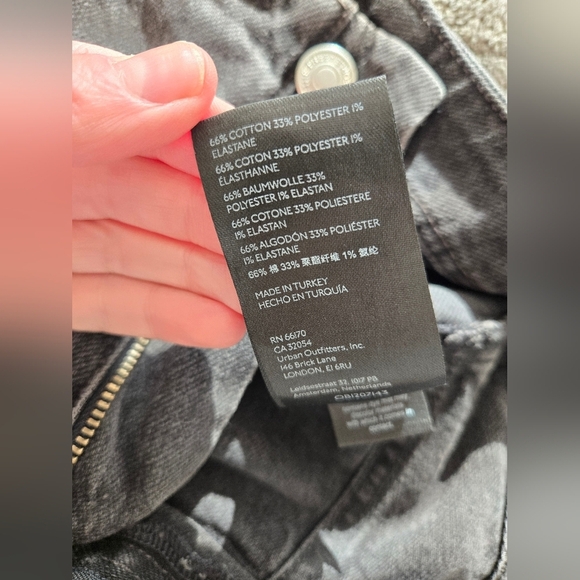 66% COTTON 33% POLYESTER 1%
ELASTANE
66% COTON 33% POLYESTER 1%
ÉLASTHANNE
66% BAUMWOLLE 33%
POLYESTER 1% ELASTAN
66% COTONE 33% POLIESTERE
1% ELASTAN
66% ALGODÓN 33% POLIÉSTER
1% ELASTANE
66% 棉 33% 聚酯纤维 1% 氨纶
MADE IN TURKEY
HECHO EN TURQUÍA
RN 66170
CA 32054
Urban Outfitters, Inc.
146 Brick Lane
LONDON, E1 6RU
Leidsestraat 32, 1017 PB
Amsterdam, Netherlands